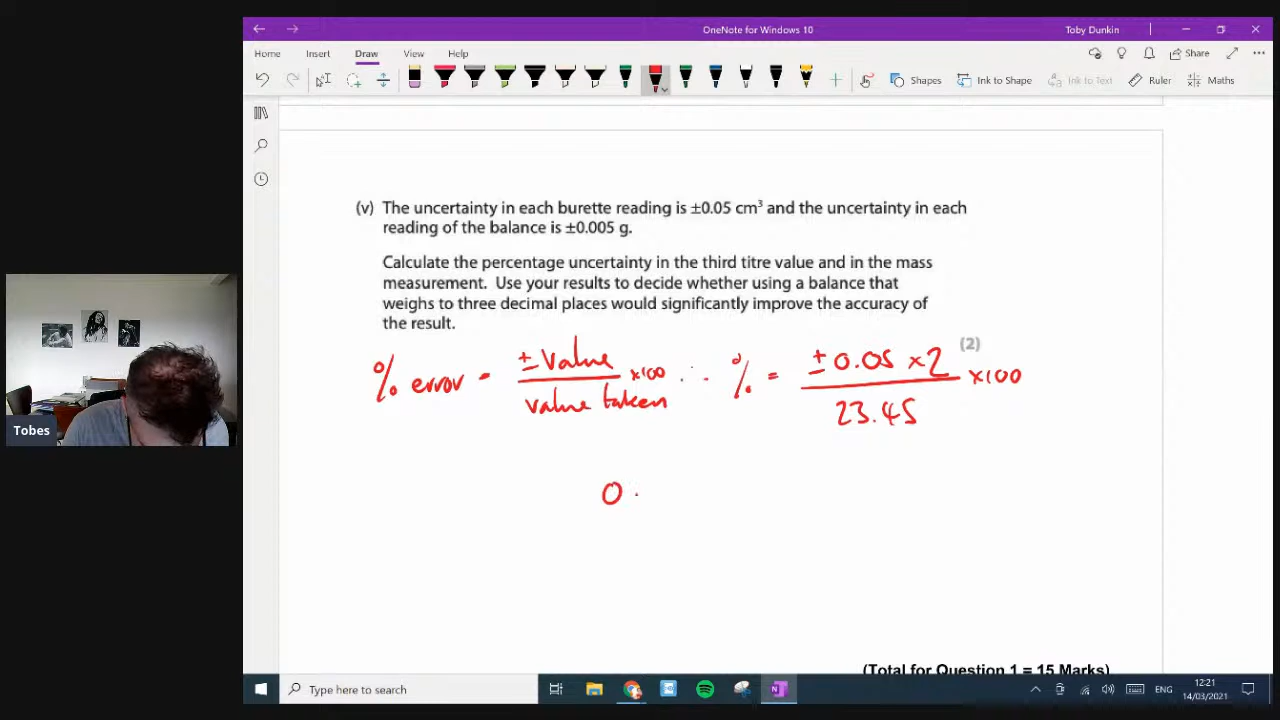 OneNote for Windows 10
Toby Dunkin
Home Insert Draw View Help
Share
Shapes Ink to Shape Ink to Text Ruler Maths
(v) The uncertainty in each burette reading is ±0.05 cm³ and the uncertainty in each
reading of the balance is ±0.005 g.
Calculate the percentage uncertainty in the third titre value and in the mass
measurement. Use your results to decide whether using a balance that
weighs to three decimal places would significantly improve the accuracy of
the result.
(2)
% error = ± value / value taken ×100 ∴ % = ± 0.05 ×2 / 23.45 ×100
0.
Tobes
(Total for Question 1 = 15 Marks)
Type here to search
ENG
12:21
14/03/2021